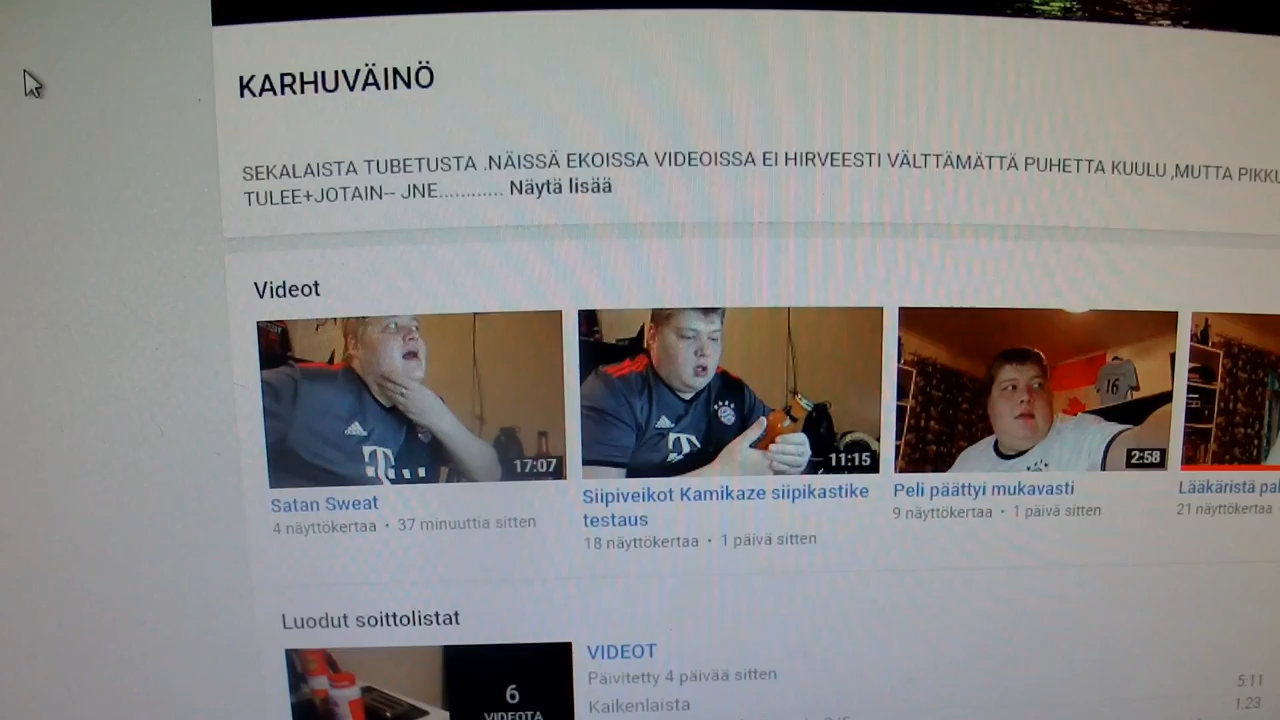 KARHUVÄINÖ
SEKALAISTA TUBETUSTA .NÄISSÄ EKOISSA VIDEOISSA EI HIRVEESTI VÄLTTÄMÄTTÄ PUHETTA KUULU ,MUTTA PIKKU
TULEE+JOTAIN-- JNE............ Näytä lisää
Videot
16
T
17:07
11:15
2:58
Satan Sweat
4 näyttökertaa • 37 minuuttia sitten
Siipiveikot Kamikaze siipikastike
testaus
18 näyttökertaa • 1 päivä sitten
Peli päättyi mukavasti
9 näyttökertaa • 1 päivä sitten
Lääkäristä pal
21 näyttökertaa
Luodut soittolistat
6
VIDEOTA
VIDEOT
Päivitetty 4 päivää sitten
5:11
Kaikenlaista
1:23